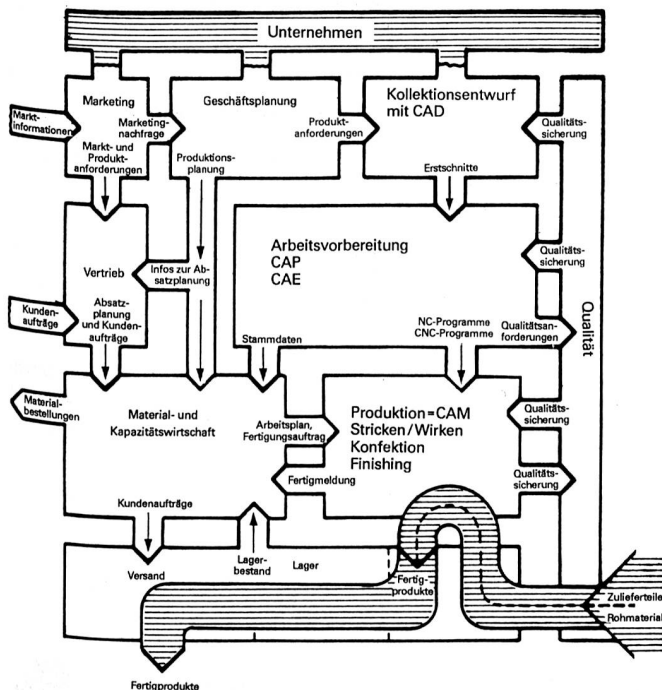 Unternehmen
Marketing
Geschäftsplanung
Kollektionsentwurf
mit CAD
Markt-
informationen
Marketing-
nachfrage
Produkt-
anforderungen
Qualitäts-
sicherung
Markt- und
Produkt-
anforderungen
Produktions-
planung
Erstschnitte
Arbeitsvorbereitung
CAP
CAE
Vertrieb
Infos zur Ab-
satzplanung
Qualitäts-
sicherung
Kunden-
aufträge
Absatz-
planung
und Kunden-
aufträge
Stammdaten
NC-Programme
CNC-Programme
Qualitätsan-
forderungen
Qualität
Material-
bestellungen
Material- und
Kapazitätswirtschaft
Arbeitsplan,
Fertigungsauftrag
Produktion = CAM
Stricken/Wirken
Konfektion
Finishing
Qualitäts-
sicherung
Fertigmeldung
Qualitäts-
sicherung
Kundenaufträge
Versand
Lager-
bestand
Lager
Fertig-
produkte
Zulieferteile
Rohmaterial
Fertigprodukte